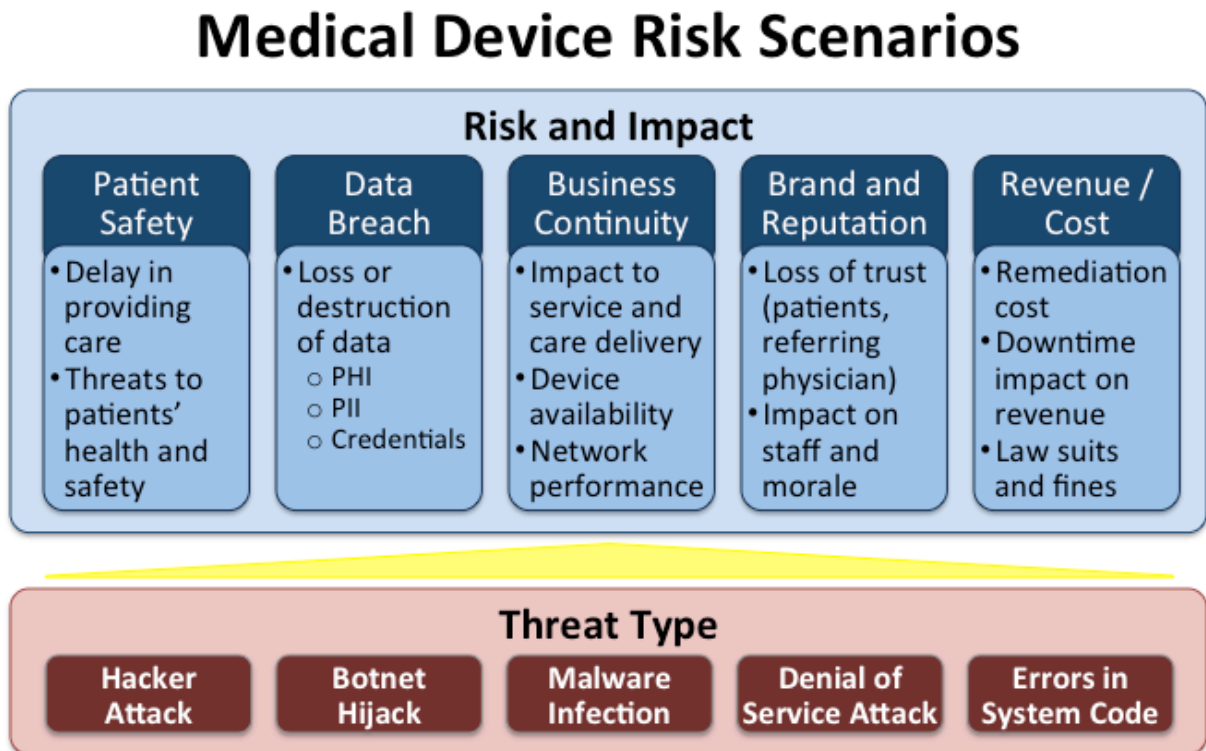 Medical Device Risk Scenarios
Risk and Impact
Patient
Safety
• Delay in
providing
care
• Threats to
patients’
health and
safety
Data
Breach
• Loss or
destruction
of data
○ PHI
○ PII
○ Credentials
Business
Continuity
• Impact to
service and
care delivery
• Device
availability
• Network
performance
Brand and
Reputation
• Loss of trust
(patients,
referring
physician)
• Impact on
staff and
morale
Revenue /
Cost
• Remediation
cost
• Downtime
impact on
revenue
• Law suits
and fines
Threat Type
Hacker
Attack
Botnet
Hijack
Malware
Infection
Denial of
Service Attack
Errors in
System Code